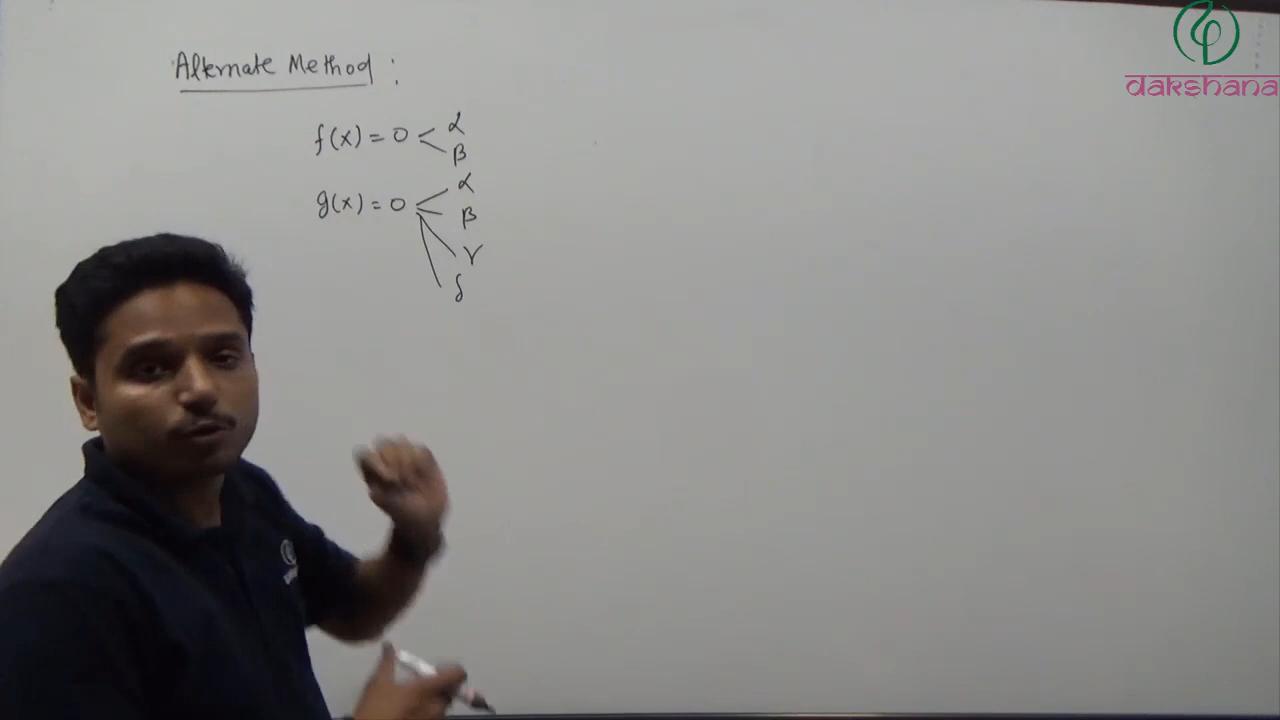 dakshana
Alternate Method :
f(x) = 0 < α
β
g(x) = 0 < α
β
γ
δ